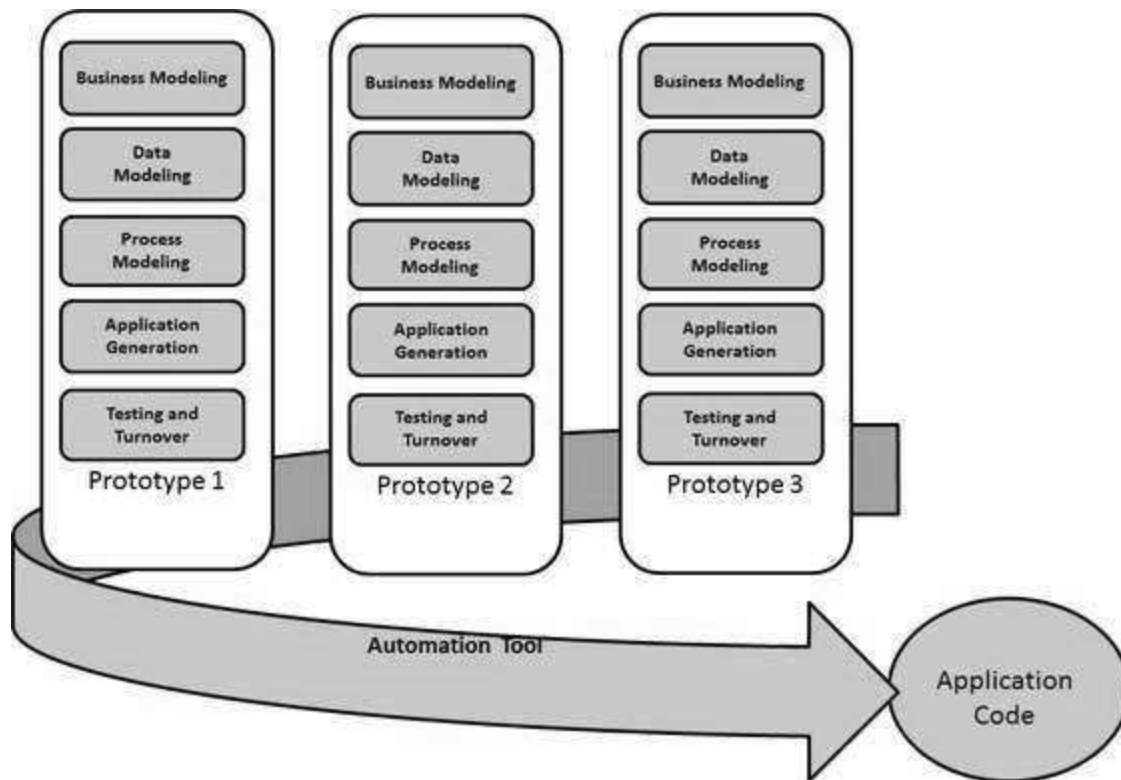 Business Modeling
Data
Modeling
Process
Modeling
Application
Generation
Testing and
Turnover
Prototype 1
Business Modeling
Data
Modeling
Process
Modeling
Application
Generation
Testing and
Turnover
Prototype 2
Business Modeling
Data
Modeling
Process
Modeling
Application
Generation
Testing and
Turnover
Prototype 3
Automation Tool
Application
Code